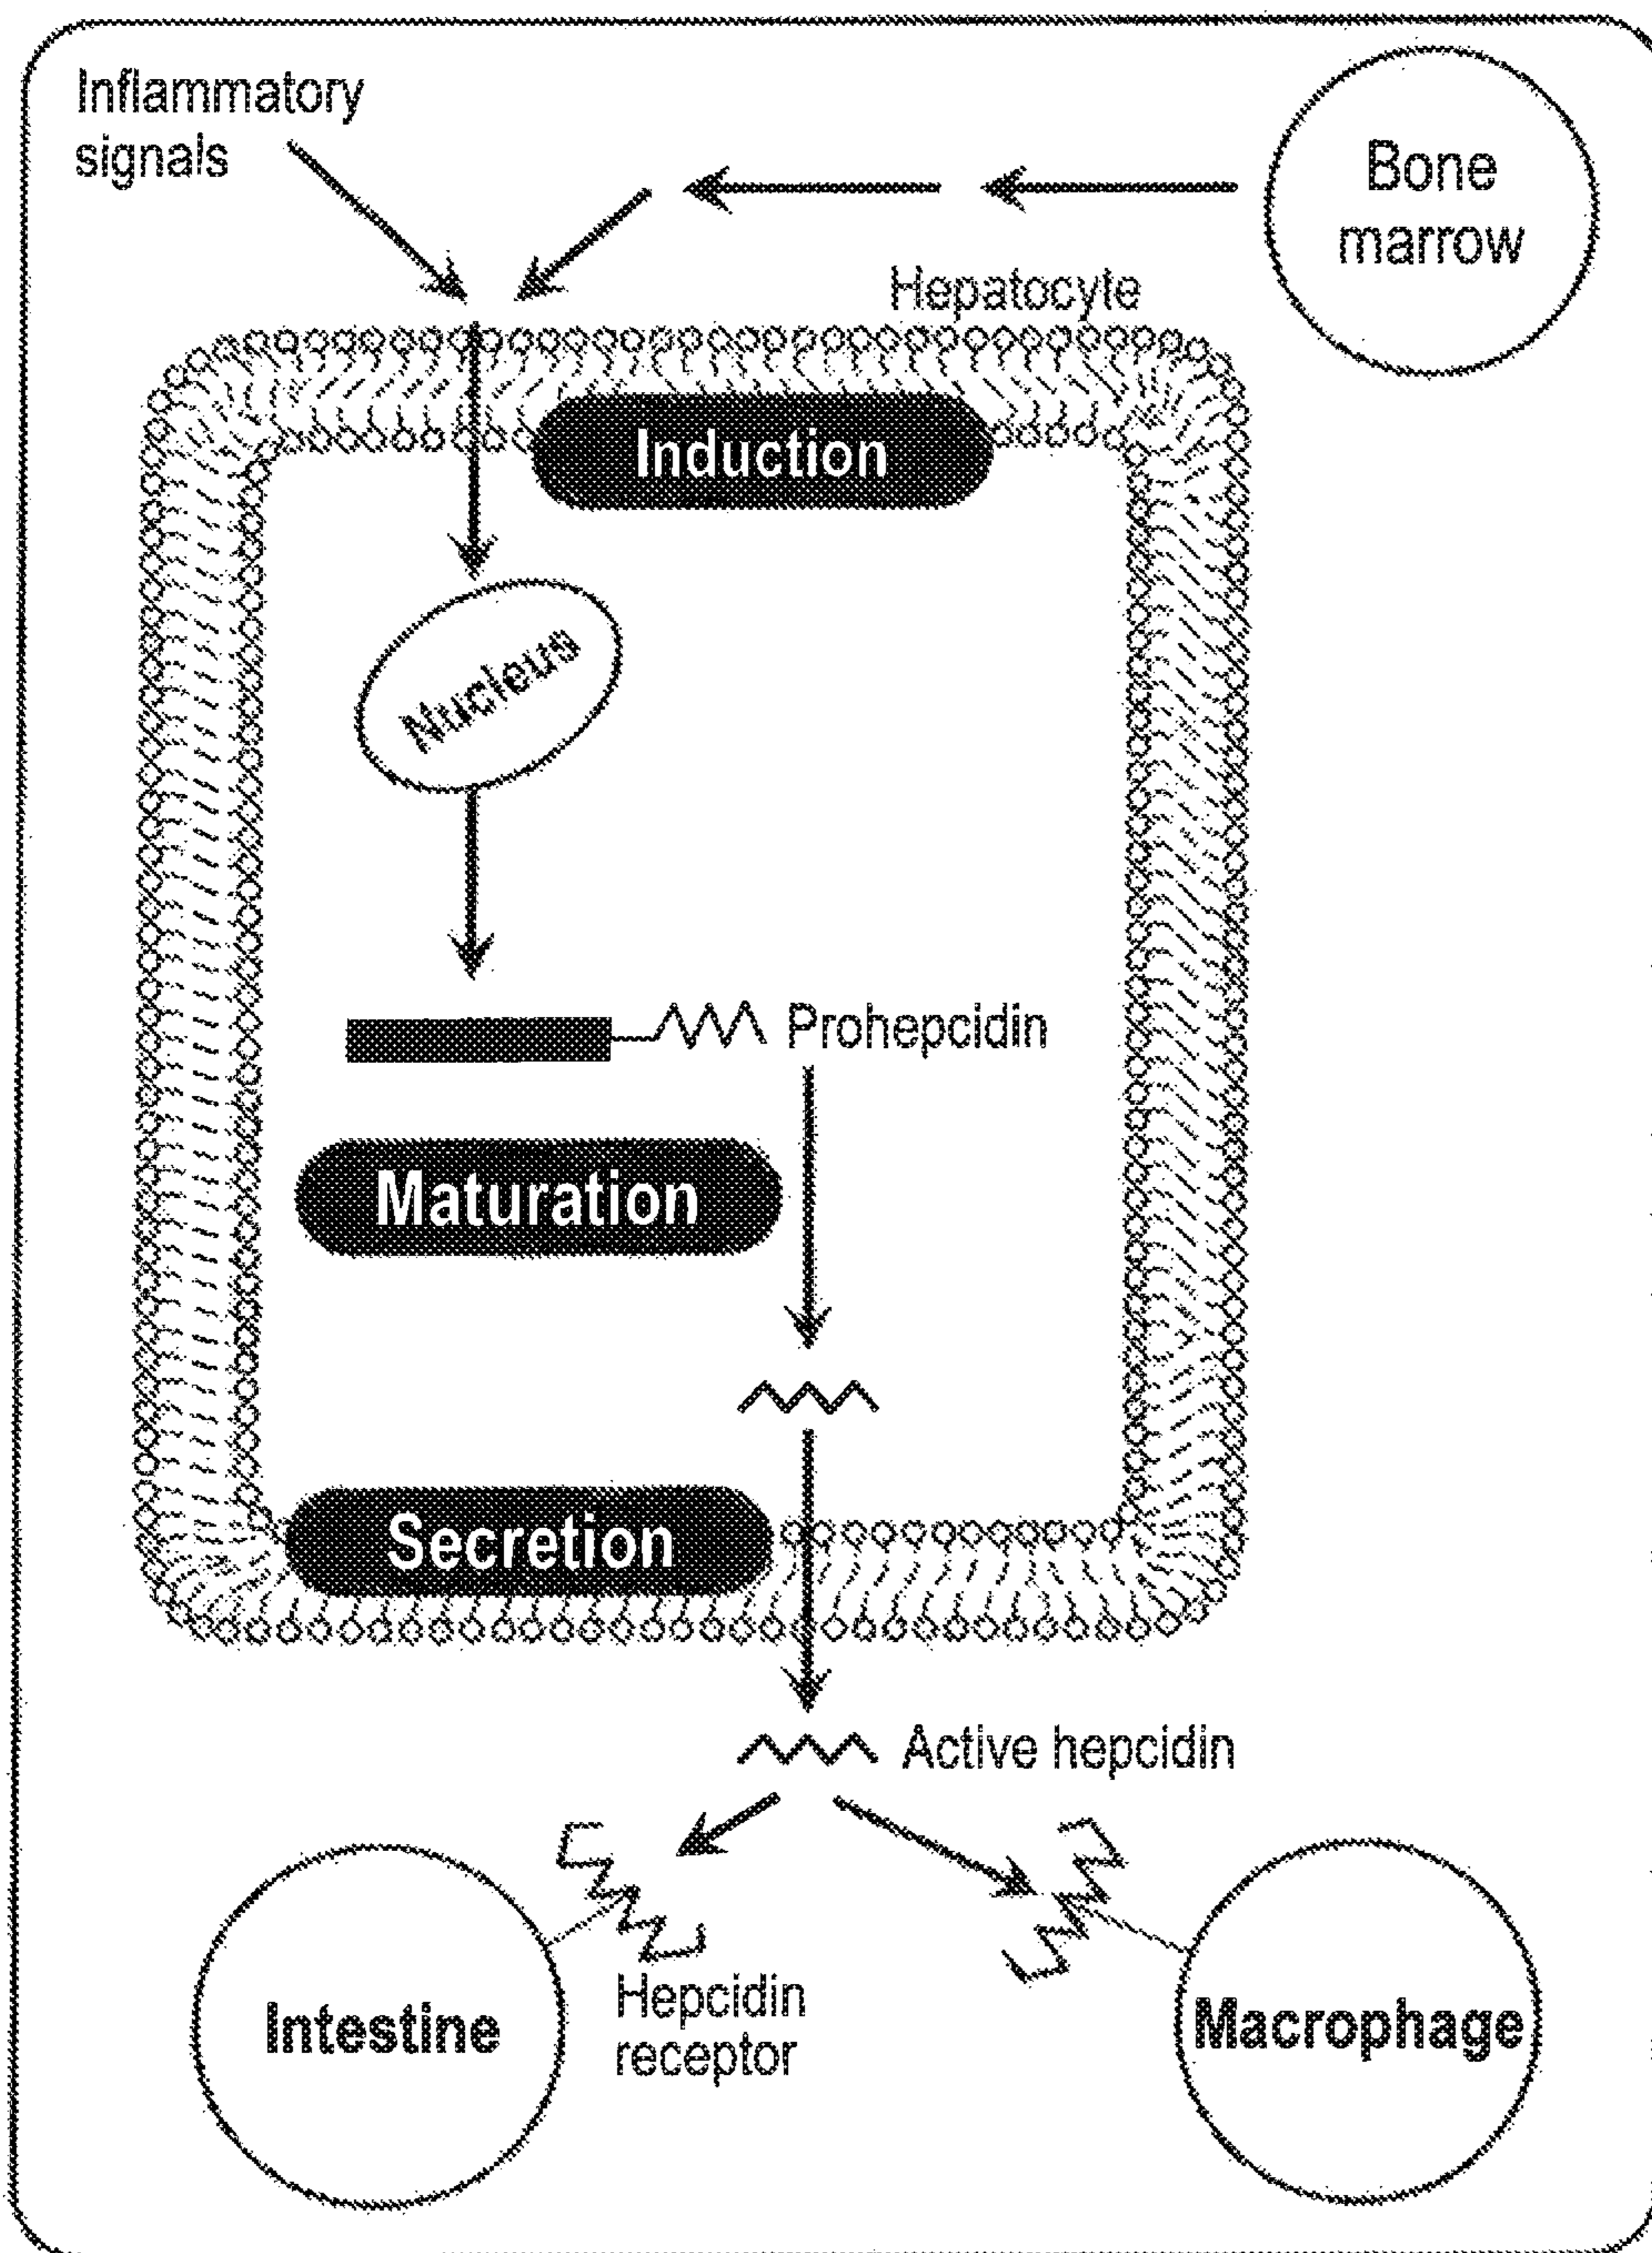 Inflammatory
signals
Bone
marrow
Hepatocyte
Induction
Nucleus
Prohepcidin
Maturation
Secretion
Active hepcidin
Hepcidin
receptor
Intestine
Macrophage